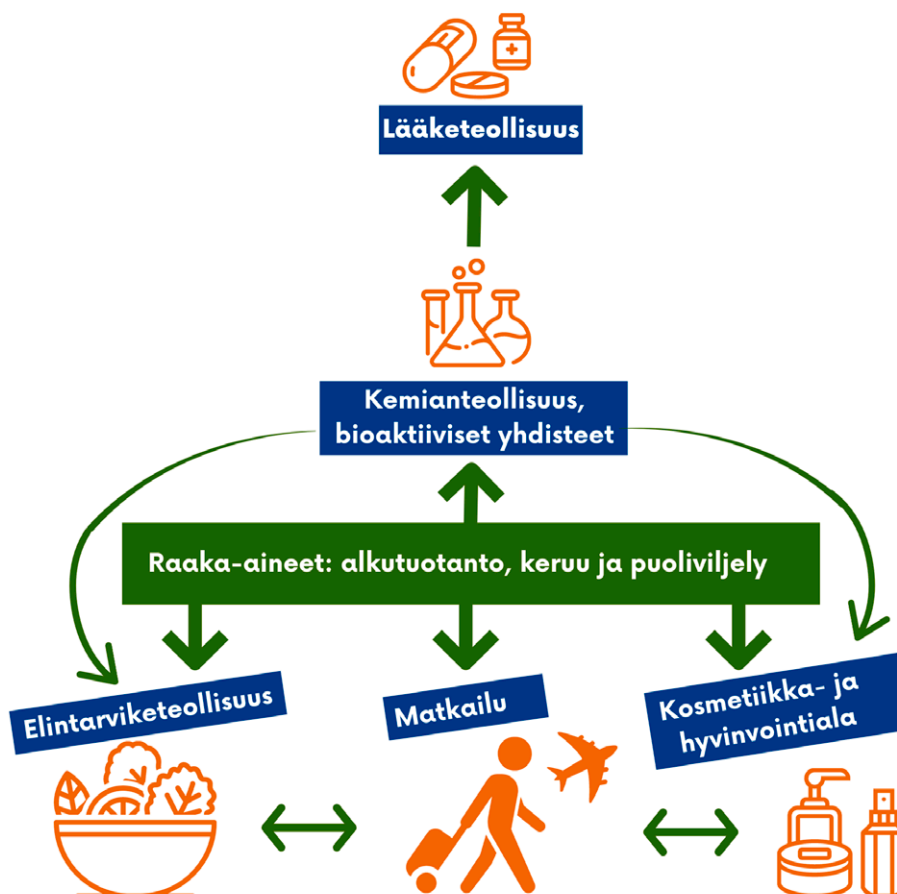 Lääketeollisuus
Kemianteollisuus,
bioaktiiviset yhdisteet
Raaka-aineet: alkutuotanto, keruu ja puoliviljely
Elintarviketeollisuus
Matkailu
Kosmetiikka- ja
hyvinvointiala